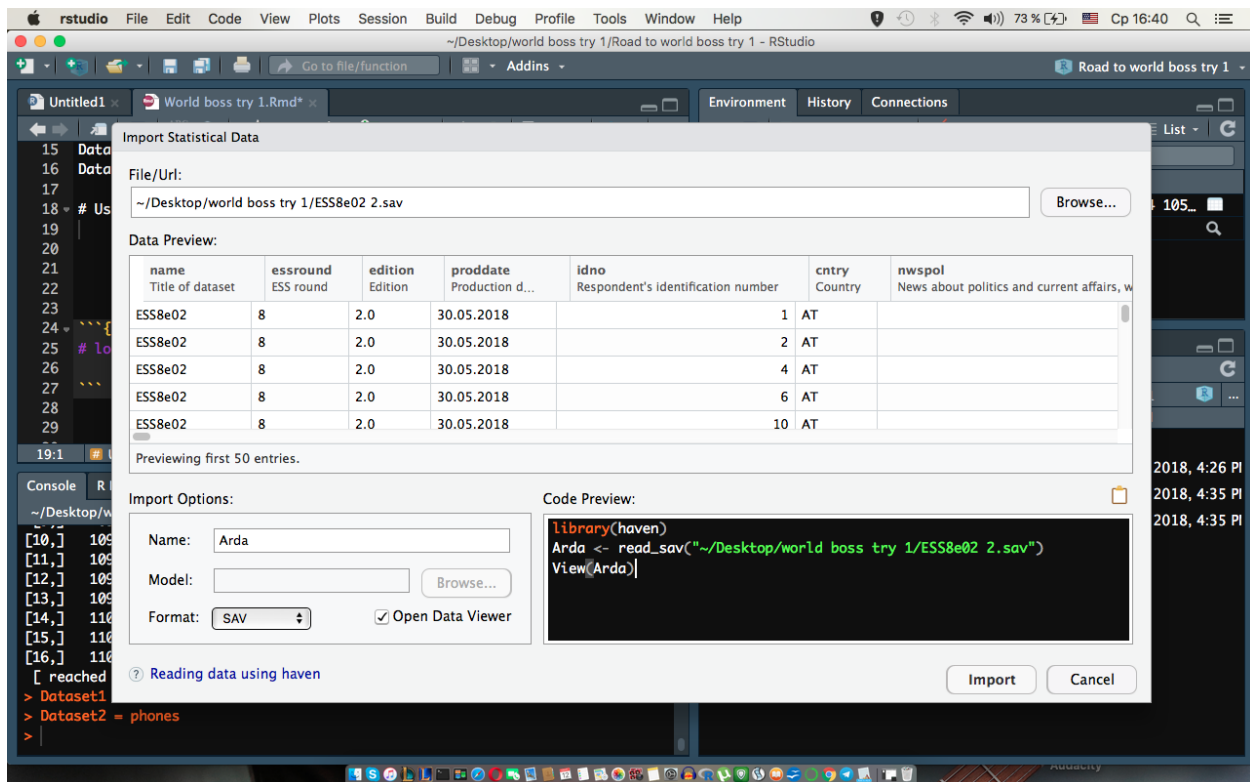 rstudio File Edit Code View Plots Session Build Debug Profile Tools Window Help 73 % Ср 16:40
~/Desktop/world boss try 1/Road to world boss try 1 - RStudio
Go to file/function Addins Road to world boss try 1
Untitled1 World boss try 1.Rmd* Environment History Connections
List
Import Statistical Data
15 Data
16 Data
17
18 # Us
19
20
21
22
23
24 ```{
25 # lo
26
27 ```
28
29
19:1
File/Url:
~/Desktop/world boss try 1/ESS8e02 2.sav Browse...
105…
Data Preview:
name essround edition proddate idno cntry nwspol
Title of dataset ESS round Edition Production d... Respondent's identification number Country News about politics and current affairs, w
ESS8e02 8 2.0 30.05.2018 1 AT
ESS8e02 8 2.0 30.05.2018 2 AT
ESS8e02 8 2.0 30.05.2018 4 AT
ESS8e02 8 2.0 30.05.2018 6 AT
ESS8e02 8 2.0 30.05.2018 10 AT
Previewing first 50 entries.
Import Options:
Name: Arda
Model: Browse...
Format: SAV Open Data Viewer
Code Preview:
library(haven)
Arda <- read_sav("~/Desktop/world boss try 1/ESS8e02 2.sav")
View(Arda)
Reading data using haven
Import Cancel
2018, 4:26 PI
2018, 4:35 PI
2018, 4:35 PI
Console
~/Desktop/w
[10,] 109
[11,] 109
[12,] 109
[13,] 109
[14,] 110
[15,] 110
[16,] 110
[ reached
> Dataset1
> Dataset2 = phones
>
Audacity